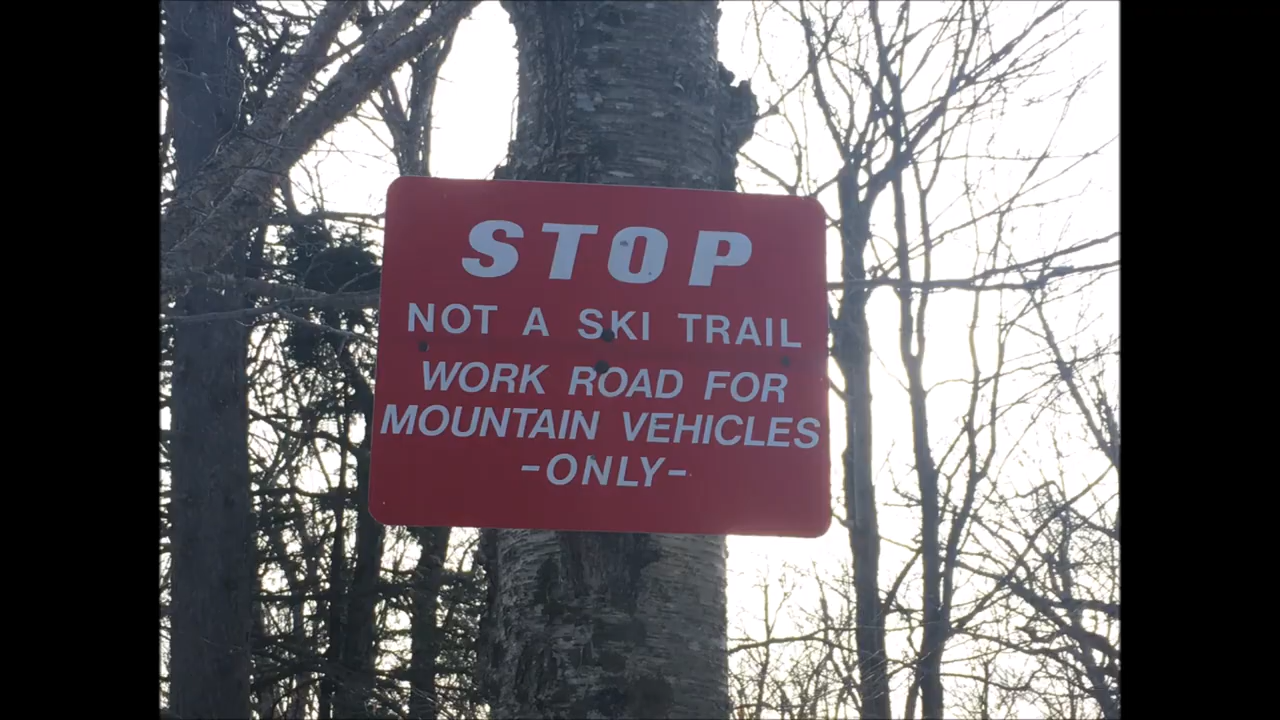 STOP
NOT A SKI TRAIL
WORK ROAD FOR
MOUNTAIN VEHICLES
-ONLY-